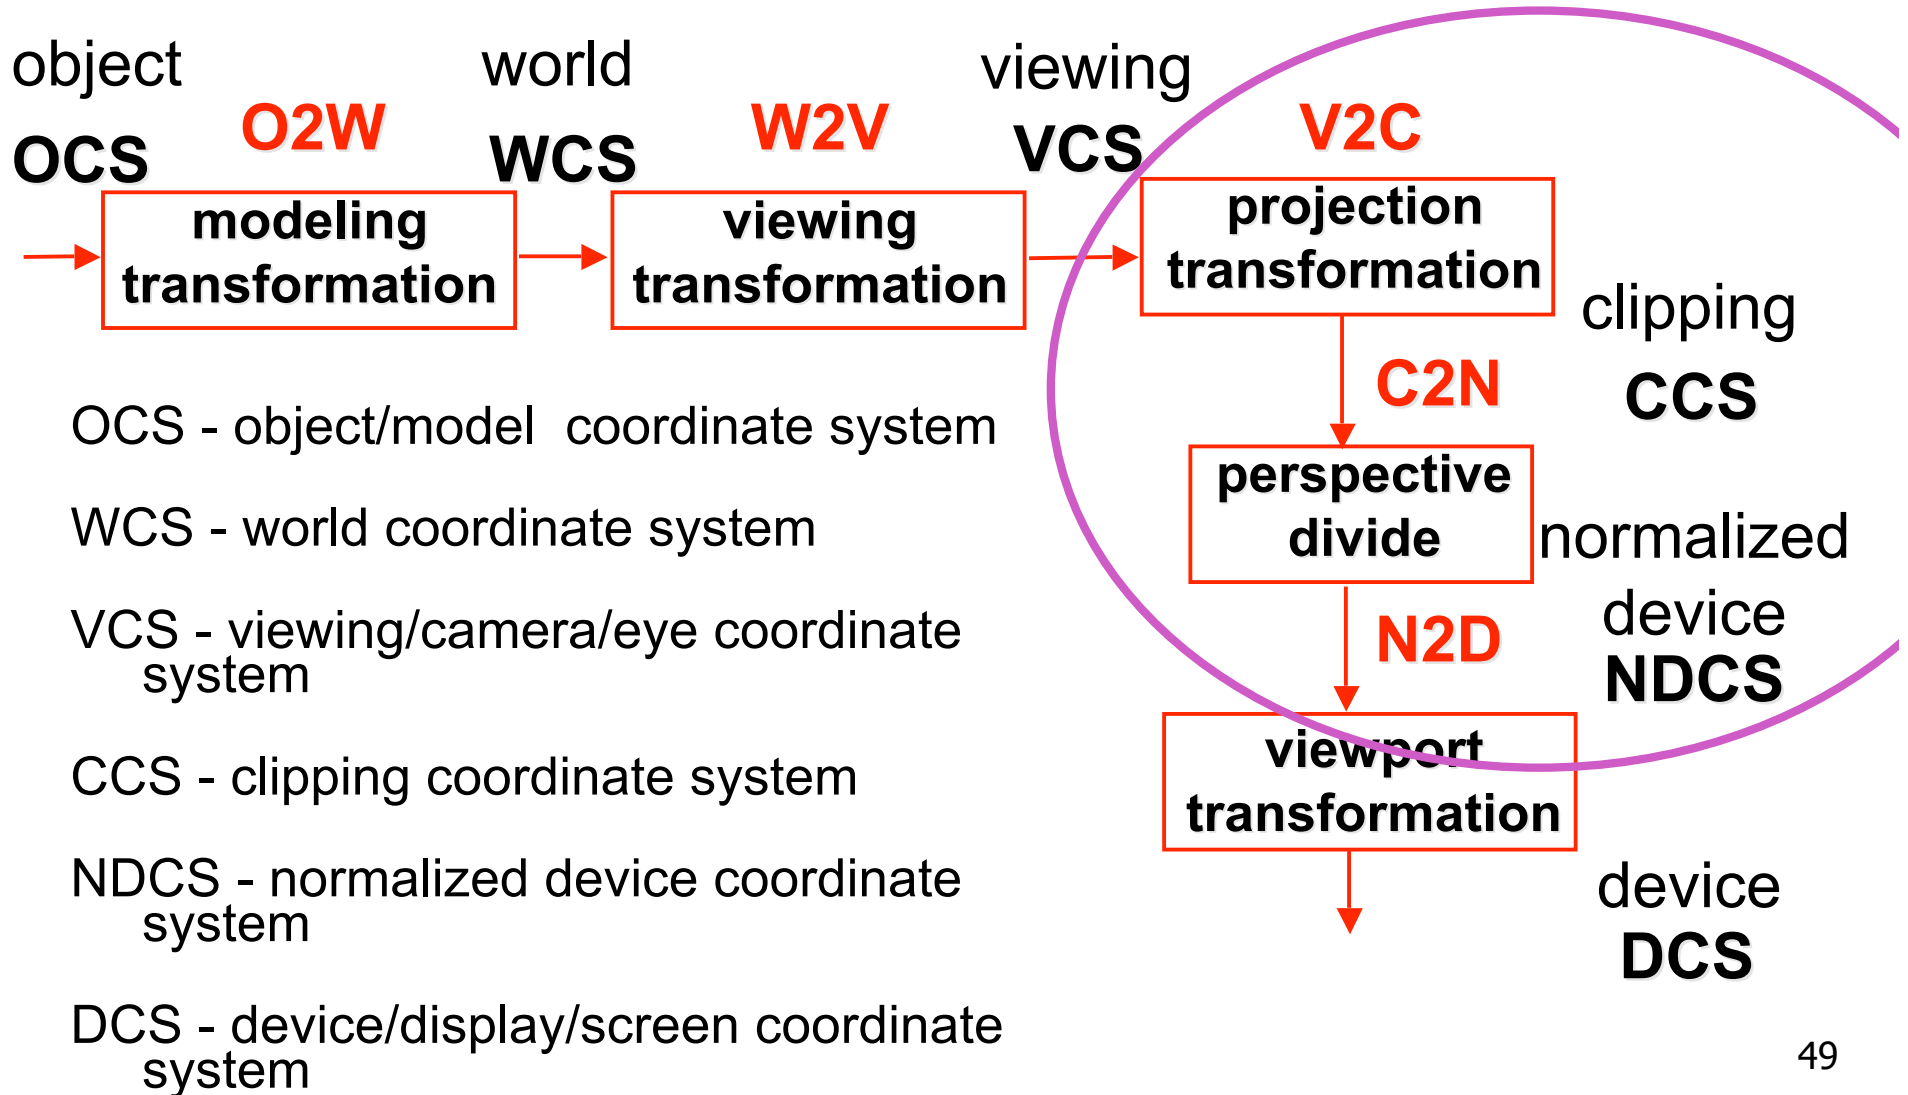 object
OCS
O2W
modeling
transformation
world
WCS
W2V
viewing
transformation
viewing
VCS
V2C
projection
transformation
clipping
CCS
C2N
perspective
divide
normalized
device
NDCS
N2D
viewport
transformation
device
DCS
OCS - object/model coordinate system
WCS - world coordinate system
VCS - viewing/camera/eye coordinate
system
CCS - clipping coordinate system
NDCS - normalized device coordinate
system
DCS - device/display/screen coordinate
system
49